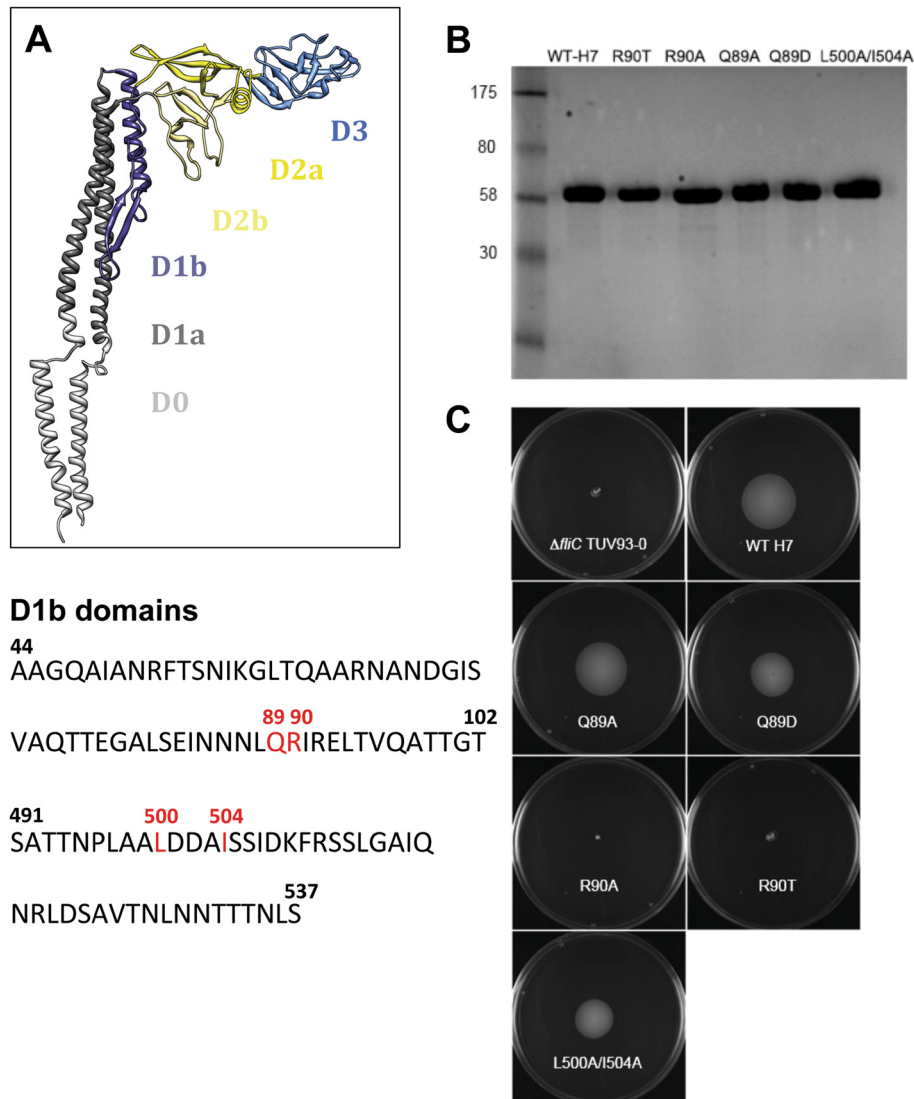 A
D3
D2a
D2b
D1b
D1a
D0
D1b domains
44
AAGQAIANRFTSNIKGLTQAARNANDGIS
89 90 102
VAQTTEGALSEINNNLQRIRELTVQATTGT
491 500 504
SATTNPLAALDDAISSIDKFRSSLGAIQ
537
NRLDSAVTNLNNTTTNLS
B
WT-H7 R90T R90A Q89A Q89D L500A/I504A
175
80
58
30
C
ΔfliC TUV93-0
WT H7
Q89A
Q89D
R90A
R90T
L500A/I504A